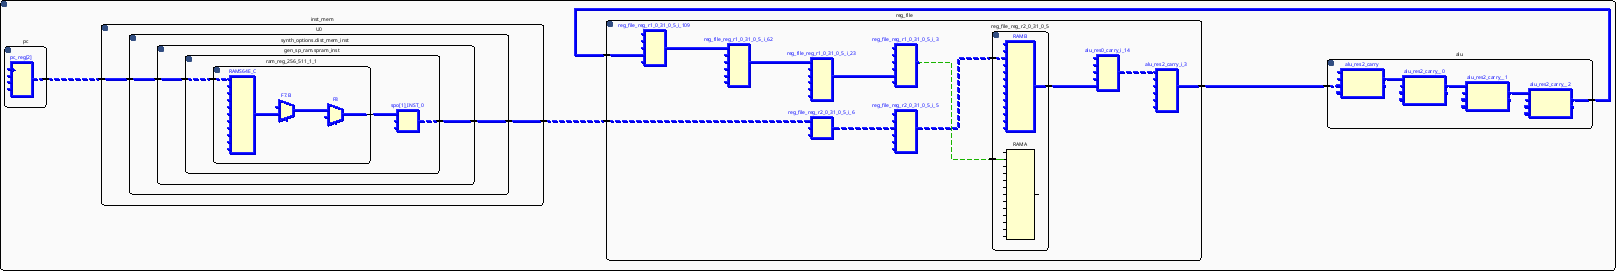 pc
pc_reg[2]
inst_mem
U0
synth_options.dist_mem_inst
gen_sp_ram.spram_inst
ram_reg_256_511_1_1
RAMS64E_C
F7.B
F8
spo[1]_INST_0
reg_file
reg_file_reg_r1_0_31_0_5_i_109
reg_file_reg_r1_0_31_0_5_i_62
reg_file_reg_r1_0_31_0_5_i_23
reg_file_reg_r1_0_31_0_5_i_3
reg_file_reg_r2_0_31_0_5_i_6
reg_file_reg_r2_0_31_0_5_i_5
reg_file_reg_r2_0_31_0_5
RAMB
RAMA
alu_res0_carry_i_14
alu_res2_carry_i_3
alu
alu_res2_carry
alu_res2_carry__0
alu_res2_carry__1
alu_res2_carry__2